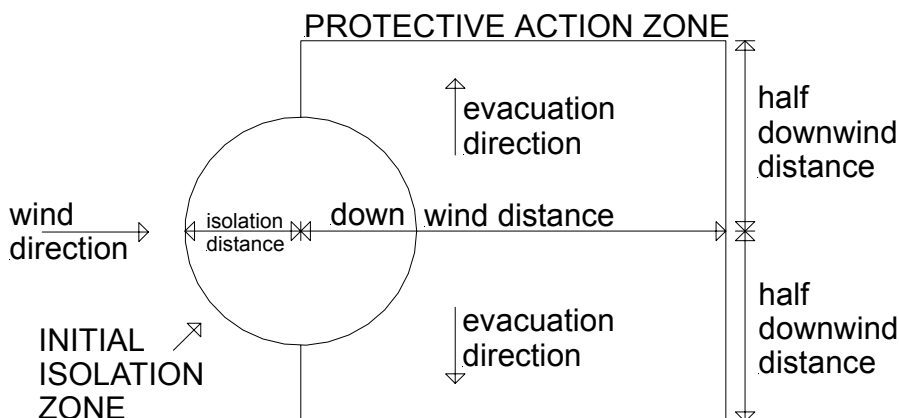 PROTECTIVE ACTION ZONE
evacuation
direction
half
downwind
distance
wind
direction
isolation
distance
down wind distance
INITIAL
ISOLATION
ZONE
evacuation
direction
half
downwind
distance